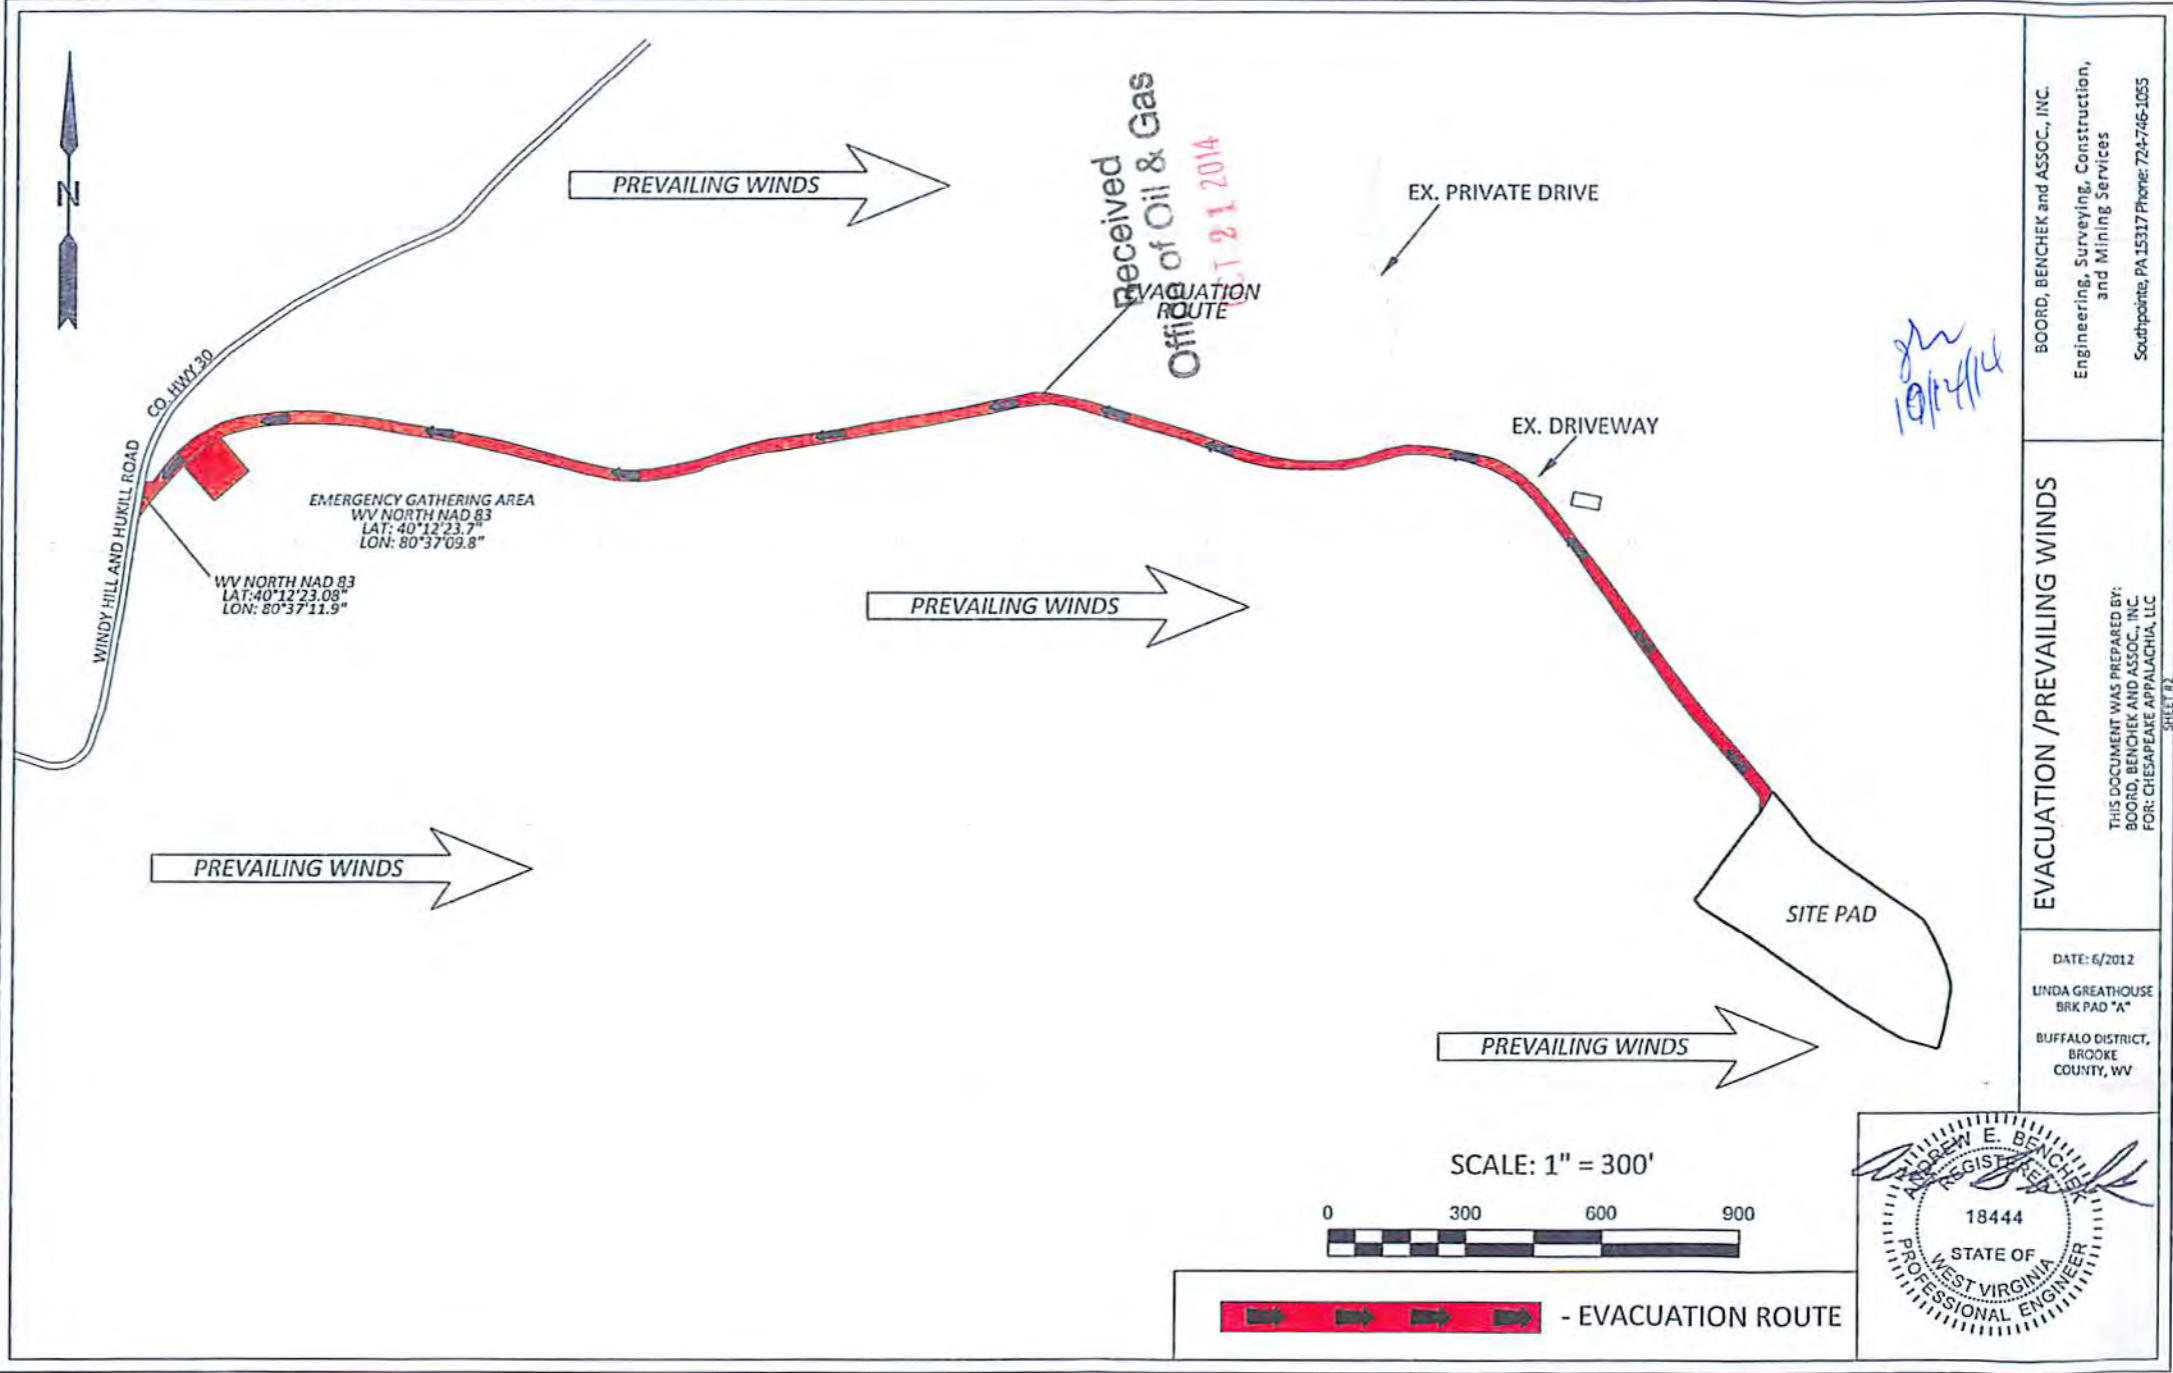 N
PREVAILING WINDS
Received
Office of Oil & Gas
OCT 21 2014
EVACUATION
ROUTE
EX. PRIVATE DRIVE
EX. DRIVEWAY
CO. HWY 30
WINDY HILL AND HUKILL ROAD
EMERGENCY GATHERING AREA
WV NORTH NAD 83
LAT: 40°12'23.7"
LON: 80°37'09.8"
WV NORTH NAD 83
LAT:40°12'23.08"
LON: 80°37'11.9"
PREVAILING WINDS
PREVAILING WINDS
SITE PAD
PREVAILING WINDS
SCALE: 1" = 300'
0 300 600 900
- EVACUATION ROUTE
10/14/14
BOORD, BENCHEK and ASSOC., INC.
Engineering, Surveying, Construction,
and Mining Services
Southpointe, PA 15317 Phone: 724-746-1055
EVACUATION /PREVAILING WINDS
THIS DOCUMENT WAS PREPARED BY:
BOORD, BENCHEK AND ASSOC., INC.
FOR: CHESAPEAKE APPALACHIA, LLC
SHEET #2
DATE: 6/2012
LINDA GREATHOUSE
BRK PAD "A"
BUFFALO DISTRICT,
BROOKE
COUNTY, WV
ANDREW E. BENCHEK
REGISTERED
18444
STATE OF
WEST VIRGINIA
PROFESSIONAL ENGINEER